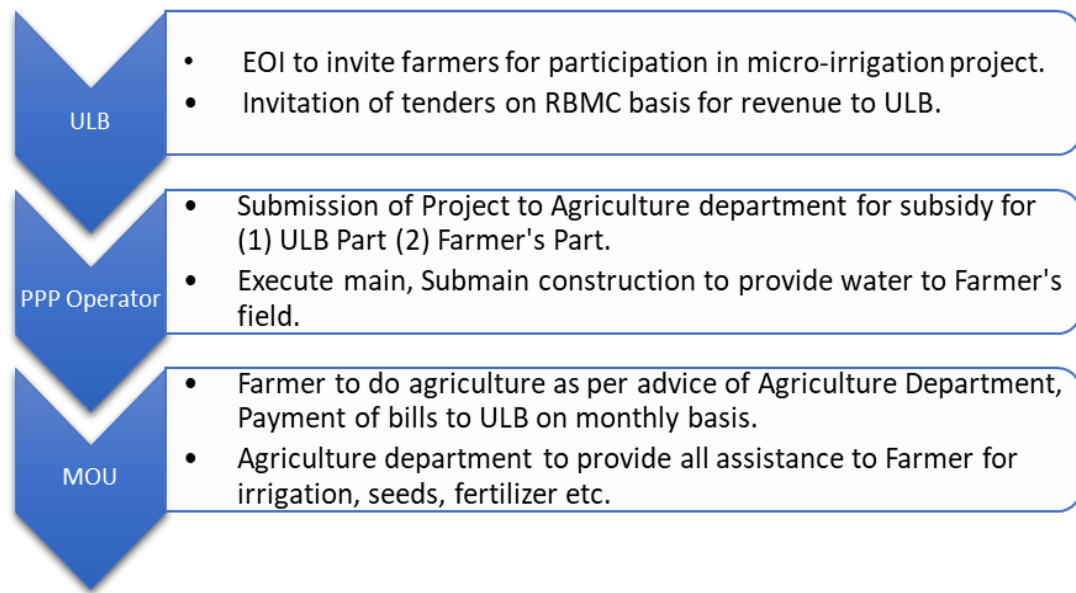 ULB
• EOI to invite farmers for participation in micro-irrigation project.
• Invitation of tenders on RBMC basis for revenue to ULB.
PPP Operator
• Submission of Project to Agriculture department for subsidy for
(1) ULB Part (2) Farmer's Part.
• Execute main, Submain construction to provide water to Farmer's
field.
MOU
• Farmer to do agriculture as per advice of Agriculture Department,
Payment of bills to ULB on monthly basis.
• Agriculture department to provide all assistance to Farmer for
irrigation, seeds, fertilizer etc.